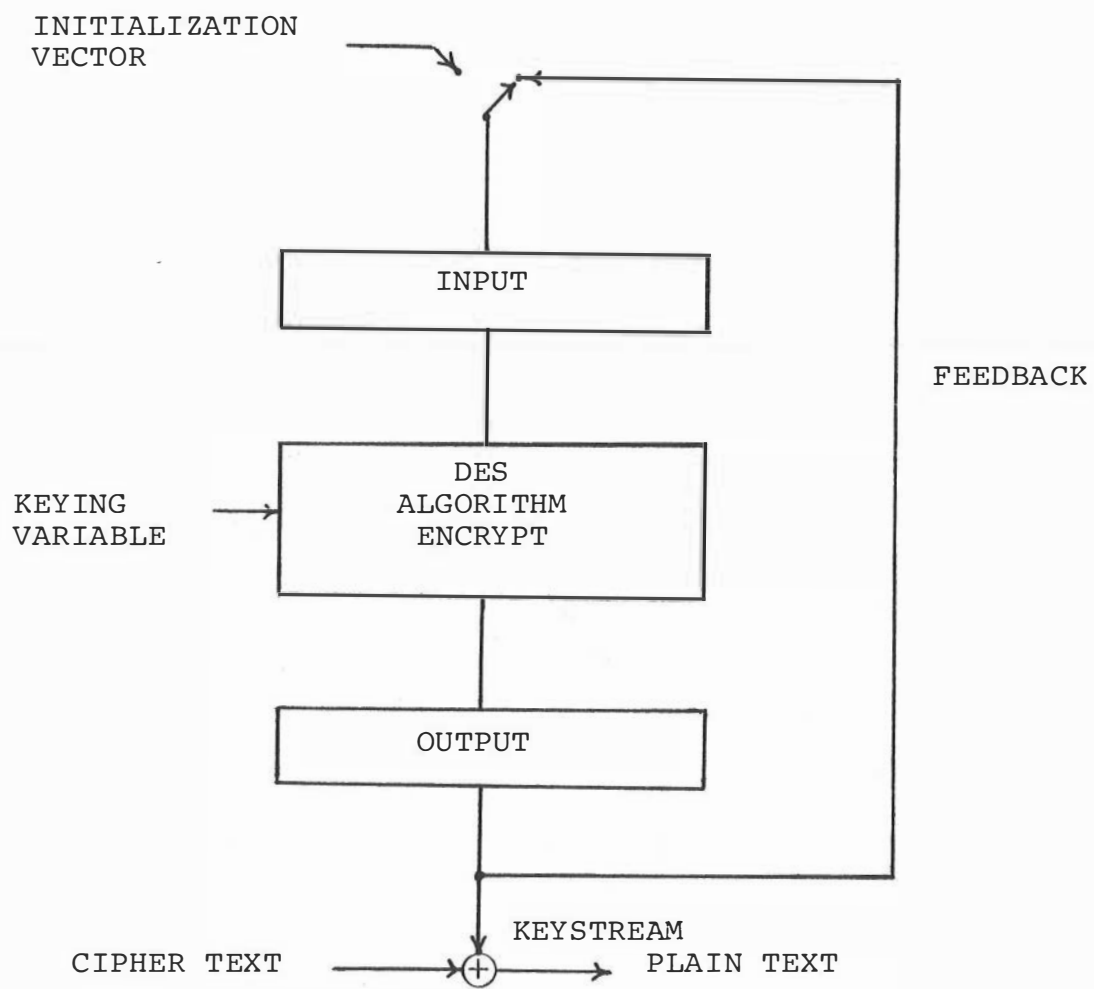 INITIALIZATION
VECTOR
INPUT
FEEDBACK
DES
ALGORITHM
ENCRYPT
KEYING
VARIABLE
OUTPUT
KEYSTREAM
CIPHER TEXT
+
PLAIN TEXT